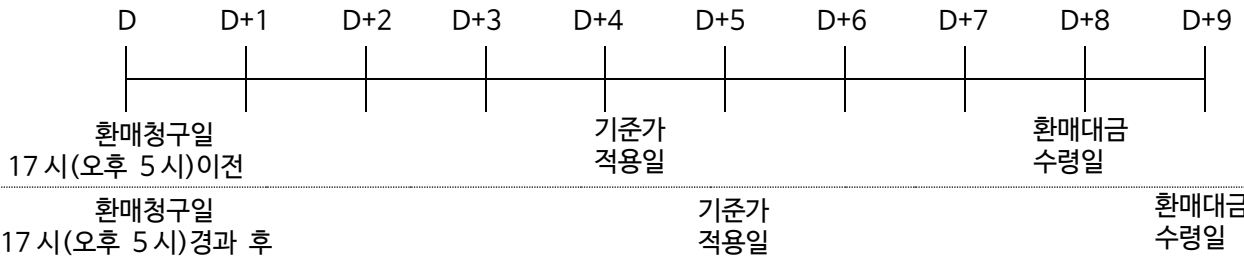 D D+1 D+2 D+3 D+4 D+5 D+6 D+7 D+8 D+9
환매청구일 기준가 환매대금
17 시(오후 5 시)이전 적용일 수령일
환매청구일 기준가 환매대금
17 시(오후 5 시)경과 후 적용일 수령일